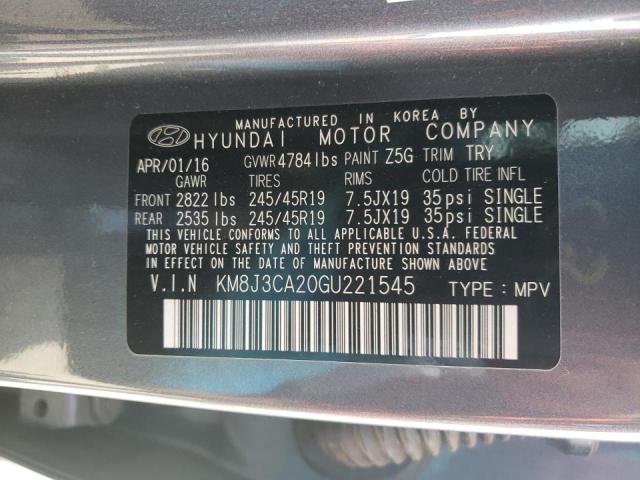 MANUFACTURED IN KOREA BY
HYUNDAI MOTOR COMPANY
APR/01/16 GVWR 4784lbs PAINT Z5G TRIM TRY
GAWR TIRES RIMS COLD TIRE INFL
FRONT 2822 lbs 245/45R19 7.5JX19 35psi SINGLE
REAR 2535 lbs 245/45R19 7.5JX19 35psi SINGLE
THIS VEHICLE CONFORMS TO ALL APPLICABLE U.S.A. FEDERAL
MOTOR VEHICLE SAFETY AND THEFT PREVENTION STANDARDS
IN EFFECT ON THE DATE OF MANUFACTURE SHOWN ABOVE.
V.I.N KM8J3CA20GU221545 TYPE : MPV